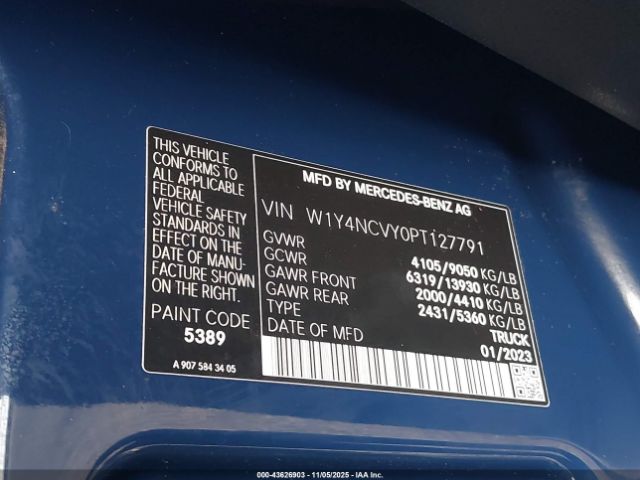 THIS VEHICLE
CONFORMS TO
ALL APPLICABLE
FEDERAL
VEHICLE SAFETY
STANDARDS IN
EFFECT ON THE
DATE OF MANU-
FACTURE SHOWN
ON THE RIGHT.
PAINT CODE
5389
A 907 584 34 05
MFD BY MERCEDES-BENZ AG
VIN W1Y4NCVY0PT127791
GVWR 4105/9050 KG/LB
GCWR 6319/13930 KG/LB
GAWR FRONT 2000/4410 KG/LB
GAWR REAR 2431/5360 KG/LB
TYPE TRUCK
DATE OF MFD 01/2023
000-43626903 - 11/05/2025 - IAA Inc.